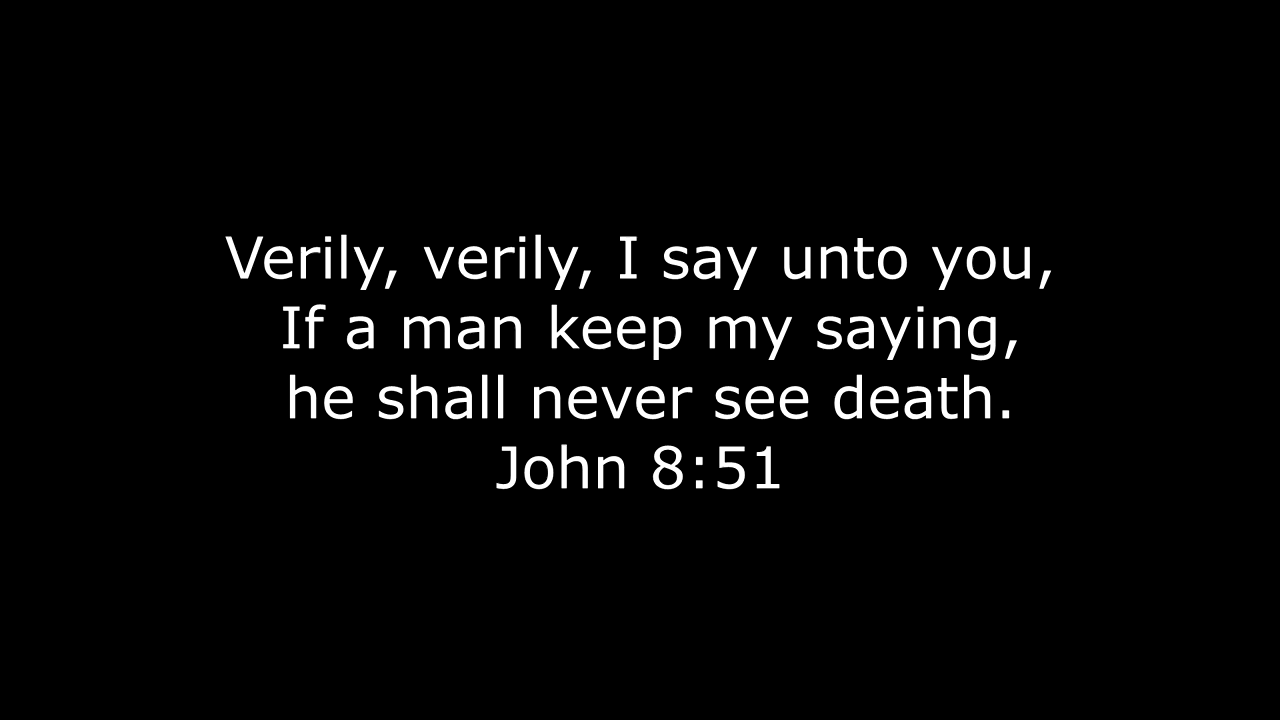 Verily, verily, I say unto you,
If a man keep my saying,
he shall never see death.
John 8:51